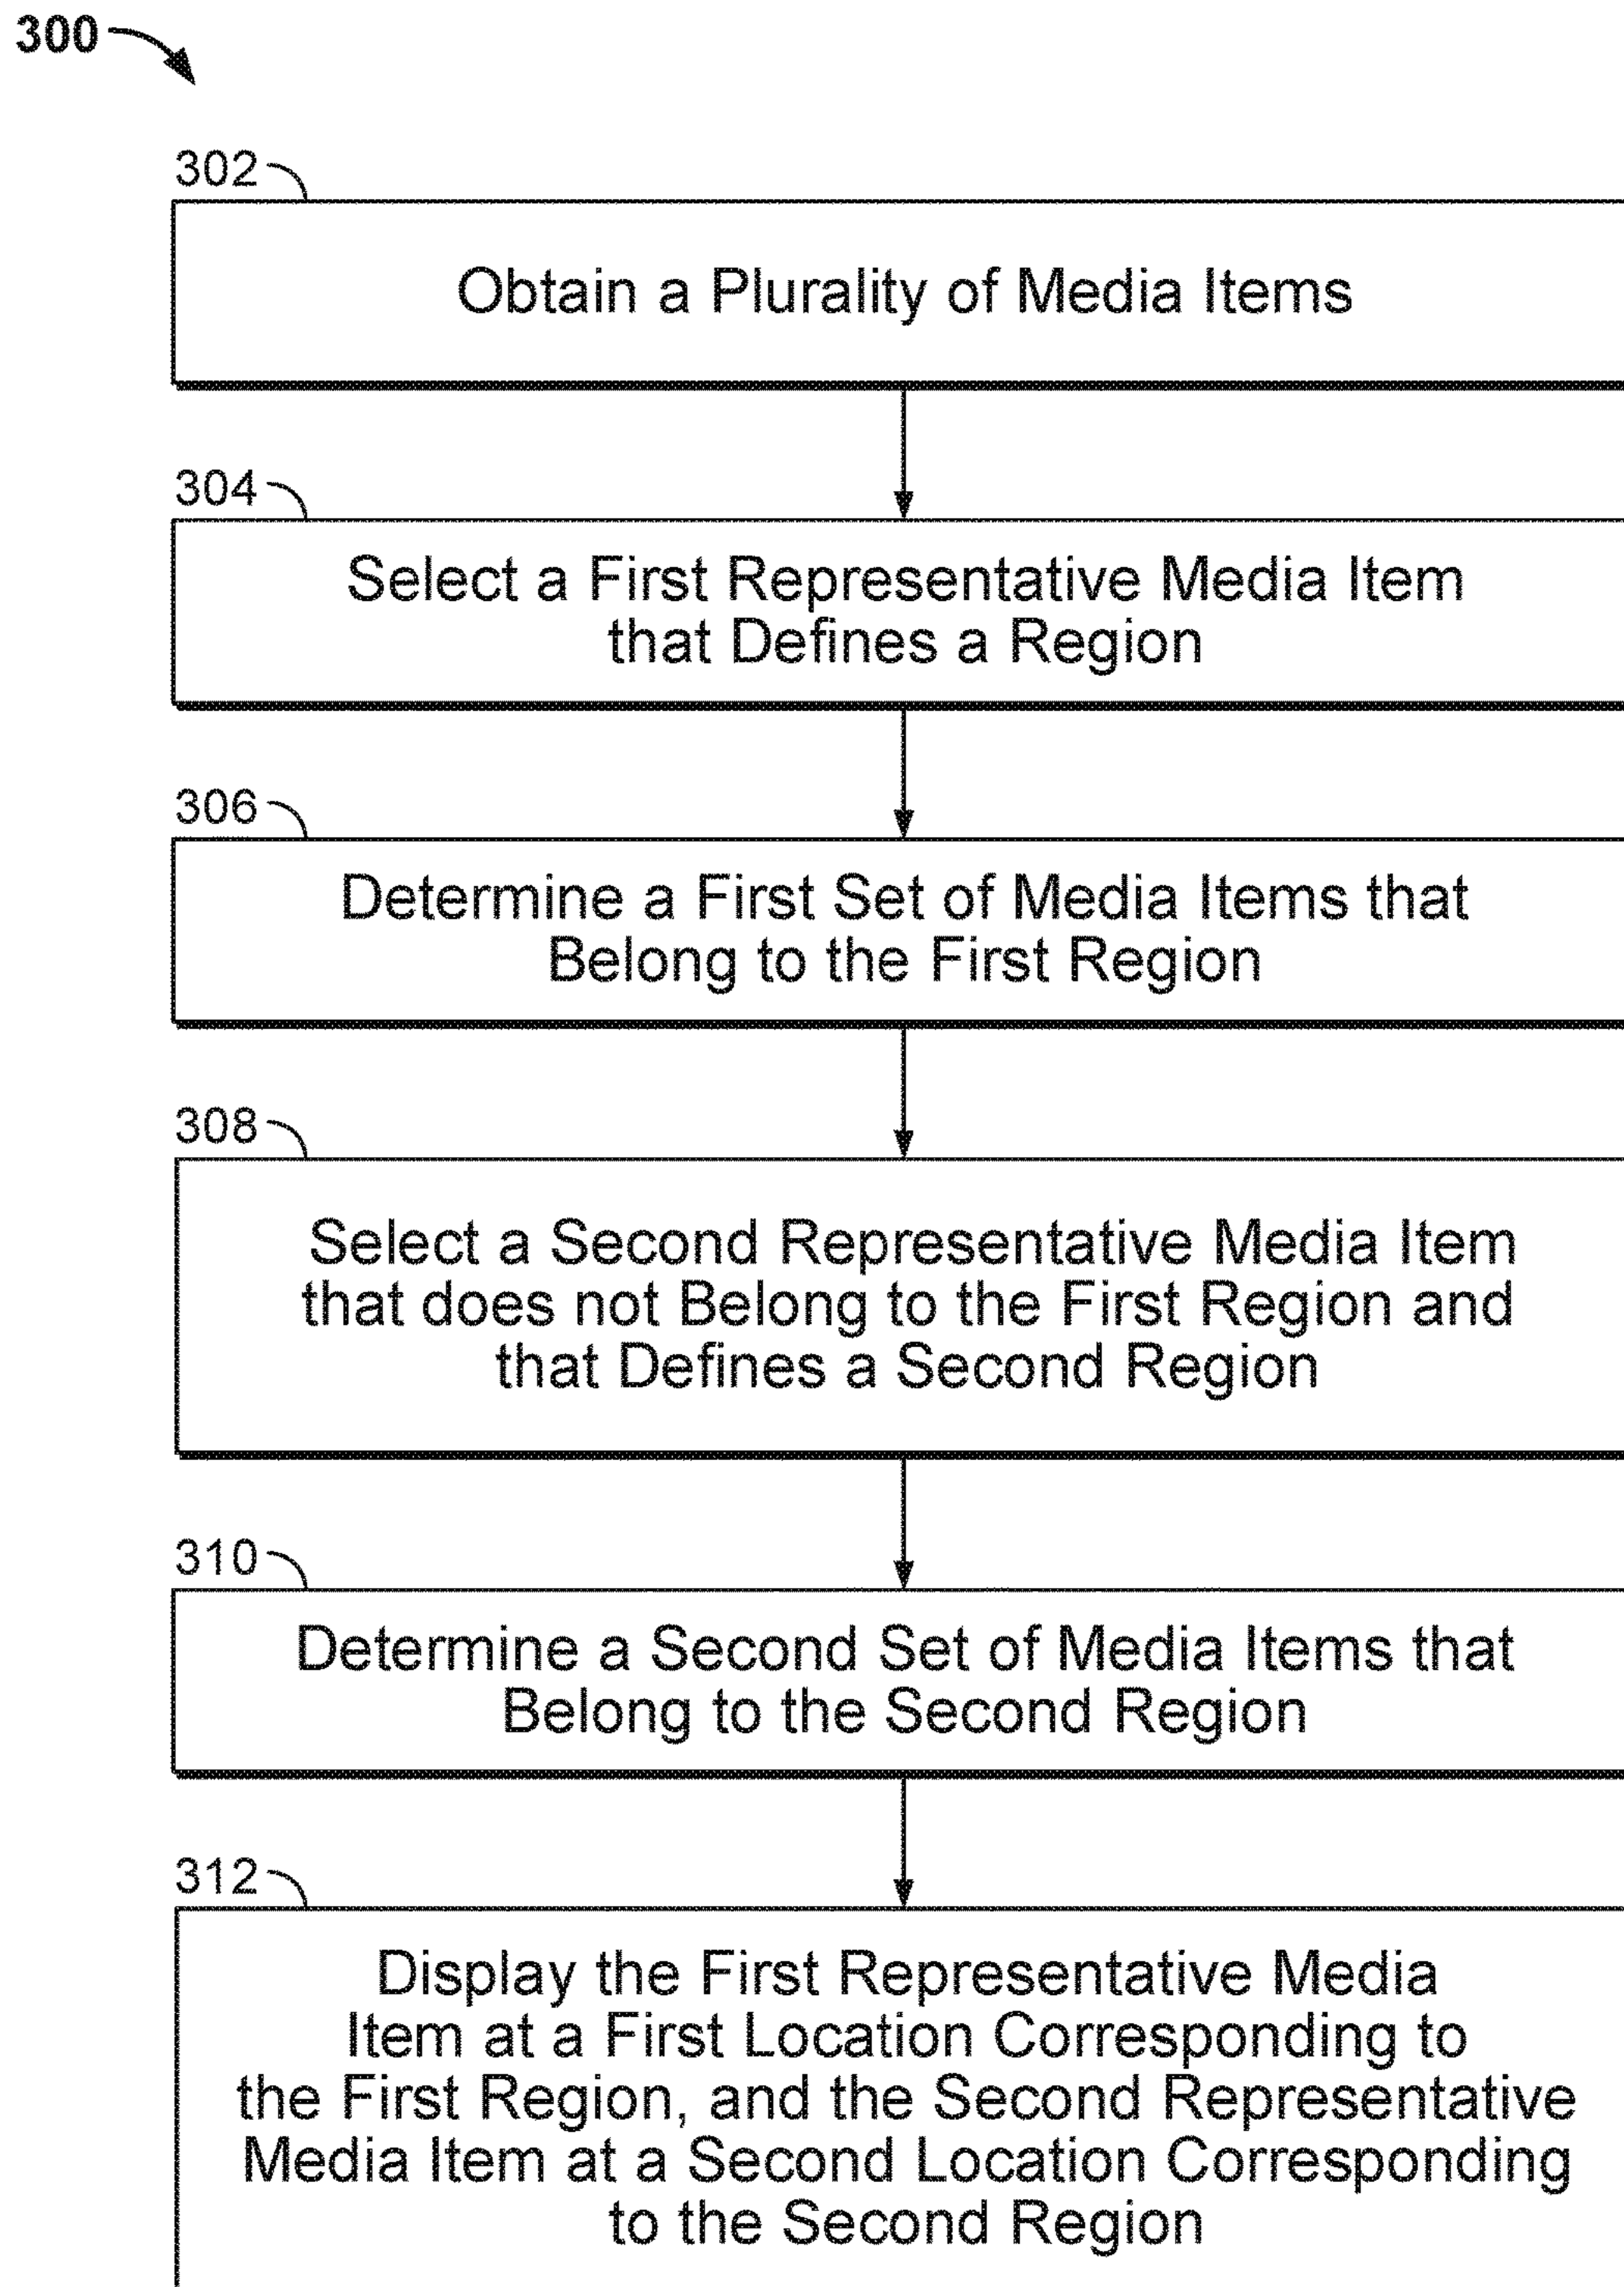 300
302
Obtain a Plurality of Media Items
304
Select a First Representative Media Item
that Defines a Region
306
Determine a First Set of Media Items that
Belong to the First Region
308
Select a Second Representative Media Item
that does not Belong to the First Region and
that Defines a Second Region
310
Determine a Second Set of Media Items that
Belong to the Second Region
312
Display the First Representative Media
Item at a First Location Corresponding to
the First Region, and the Second Representative
Media Item at a Second Location Corresponding
to the Second Region